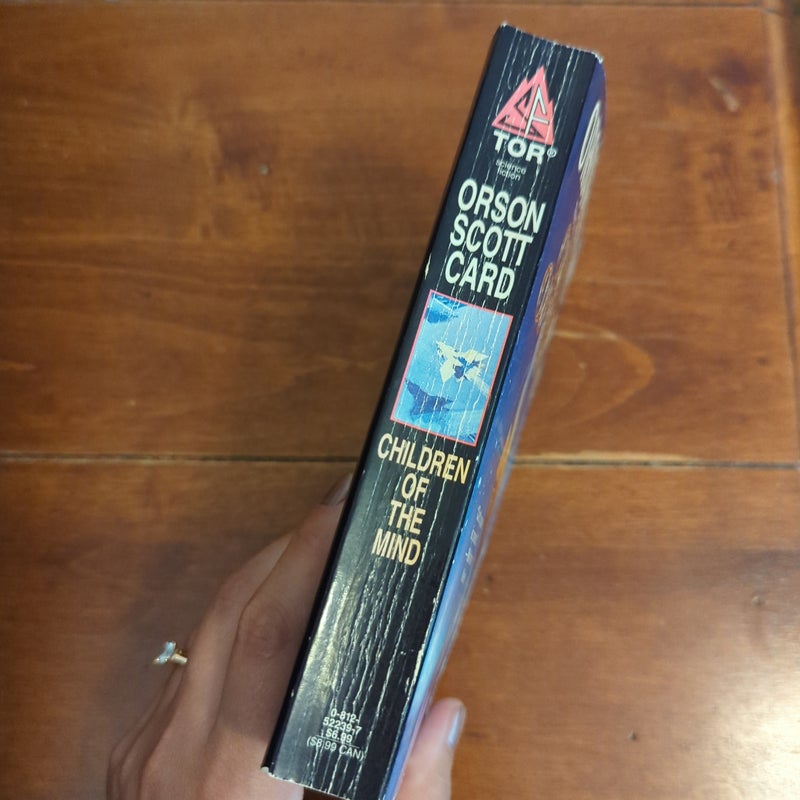 SF
TOR®
science
fiction
ORSON
SCOTT
CARD
CHILDREN
OF
THE
MIND
0-812-
52239-7
$6.99
($8.99 CAN)